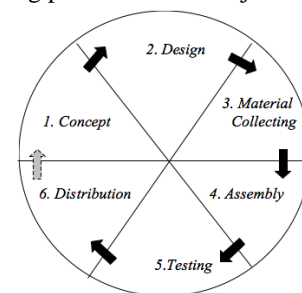 2. Design
1. Concept
3. Material
Collecting
6. Distribution
4. Assembly
5.Testing